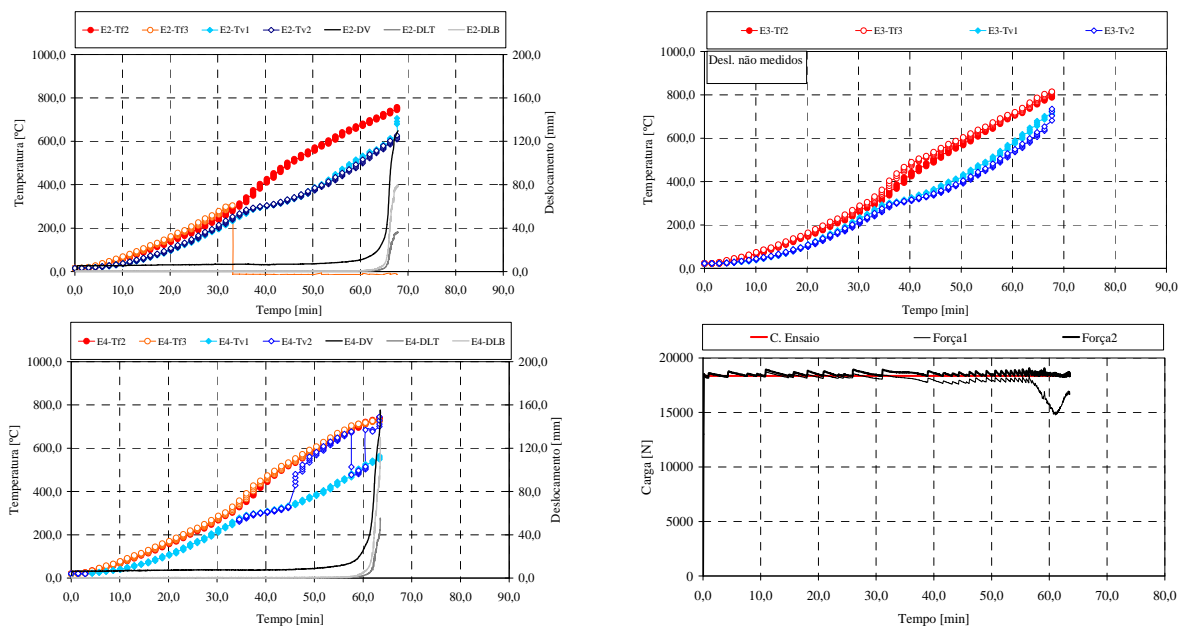 E2-Tf2 E2-Tf3 E2-Tv1 E2-Tv2 E2-DV E2-DLT E2-DLB
1000,0 800,0 600,0 400,0 200,0 0,0
Temperatura [ºC]
200,0 160,0 120,0 80,0 40,0 0,0
Deslocamento [mm]
0,0 10,0 20,0 30,0 40,0 50,0 60,0 70,0 80,0 90,0
Tempo [min]
E3-Tf2 E3-Tf3 E3-Tv1 E3-Tv2
Desl. não medidos
1000,0 800,0 600,0 400,0 200,0 0,0
Temperatura [ºC]
0,0 10,0 20,0 30,0 40,0 50,0 60,0 70,0 80,0 90,0
Tempo [min]
E4-Tf2 E4-Tf3 E4-Tv1 E4-Tv2 E4-DV E4-DLT E4-DLB
1000,0 800,0 600,0 400,0 200,0 0,0
Temperatura [ºC]
200,0 160,0 120,0 80,0 40,0 0,0
Deslocamento [mm]
0,0 10,0 20,0 30,0 40,0 50,0 60,0 70,0 80,0 90,0
Tempo [min]
C. Ensaio Força1 Força2
20000 15000 10000 5000 0
Carga [N]
0,0 10,0 20,0 30,0 40,0 50,0 60,0 70,0 80,0
Tempo [min]